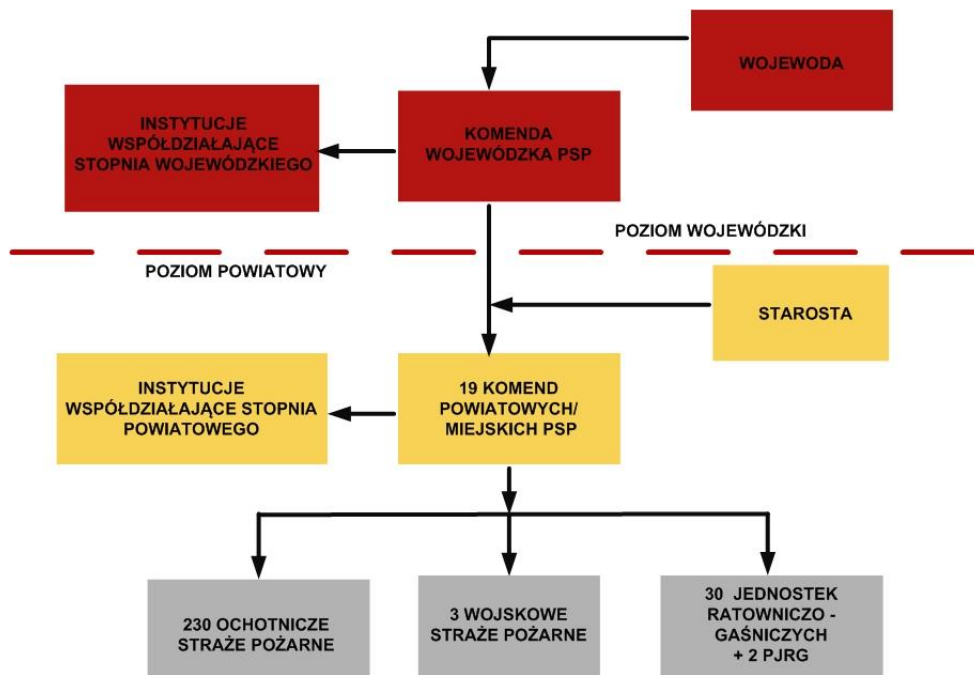 WOJEWODA
INSTYTUCJE
WSPÓŁDZIAŁAJĄCE
STOPNIA WOJEWÓDZKIEGO
KOMENDA
WOJEWÓDZKA PSP
POZIOM WOJEWÓDZKI
POZIOM POWIATOWY
STAROSTA
INSTYTUCJE
WSPÓŁDZIAŁAJĄCE STOPNIA
POWIATOWEGO
19 KOMEND
POWIATOWYCH/
MIEJSKICH PSP
230 OCHOTNICZE
STRAŻE POŻARNE
3 WOJSKOWE
STRAŻE POŻARNE
30 JEDNOSTEK
RATOWNICZO -
GAŚNICZYCH
+ 2 PJRG